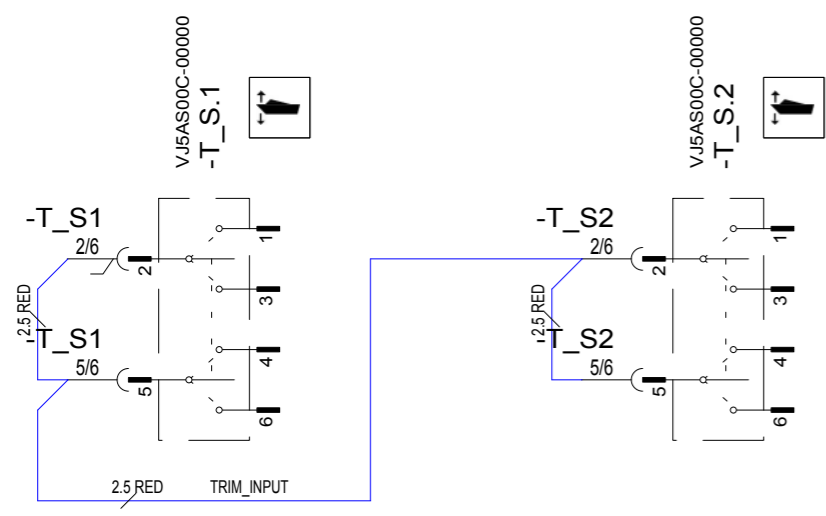 VJ5AS00C-00000
-T_S.1
VJ5AS00C-00000
-T_S.2
-T_S1
2/6
2
1
3
2.5 RED
-T_S1
5/6
5
4
6
-T_S2
2/6
2
1
3
2.5 RED
-T_S2
5/6
5
4
6
2.5 RED
TRIM_INPUT